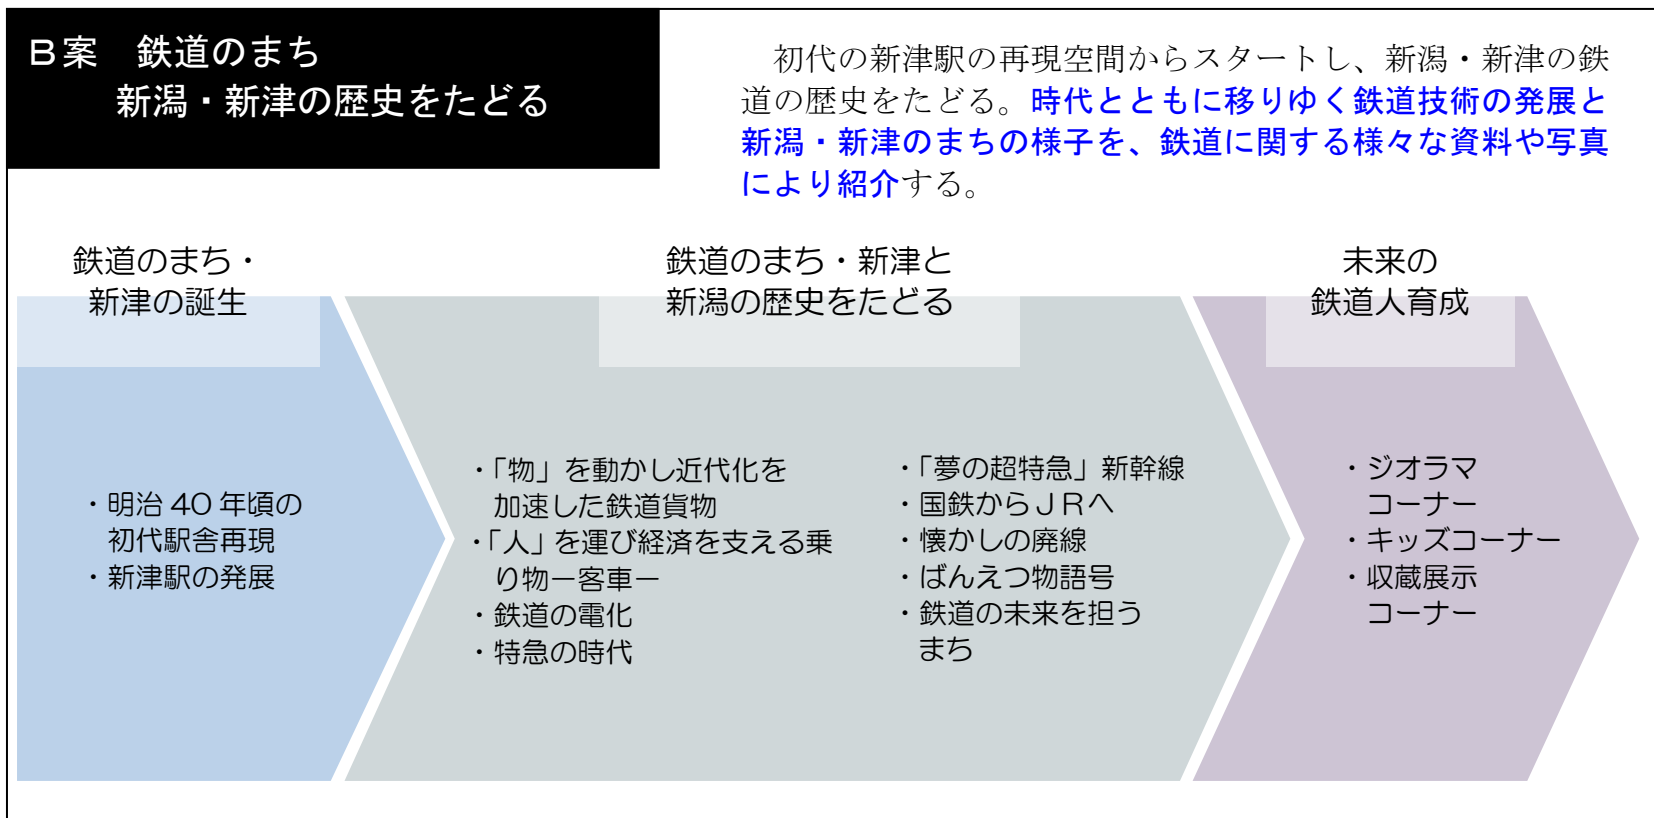 B案　鉄道のまち
新潟・新津の歴史をたどる
初代の新津駅の再現空間からスタートし、新潟・新津の鉄
道の歴史をたどる。時代とともに移りゆく鉄道技術の発展と
新潟・新津のまちの様子を、鉄道に関する様々な資料や写真
により紹介する。
鉄道のまち・
新津の誕生
・明治 40 年頃の
初代駅舎再現
・新津駅の発展
鉄道のまち・新津と
新潟の歴史をたどる
・「物」を動かし近代化を
加速した鉄道貨物
・「人」を運び経済を支える乗
り物－客車－
・鉄道の電化
・特急の時代
・「夢の超特急」新幹線
・国鉄からＪＲへ
・懐かしの廃線
・ばんえつ物語号
・鉄道の未来を担う
まち
未来の
鉄道人育成
・ジオラマ
コーナー
・キッズコーナー
・収蔵展示
コーナー